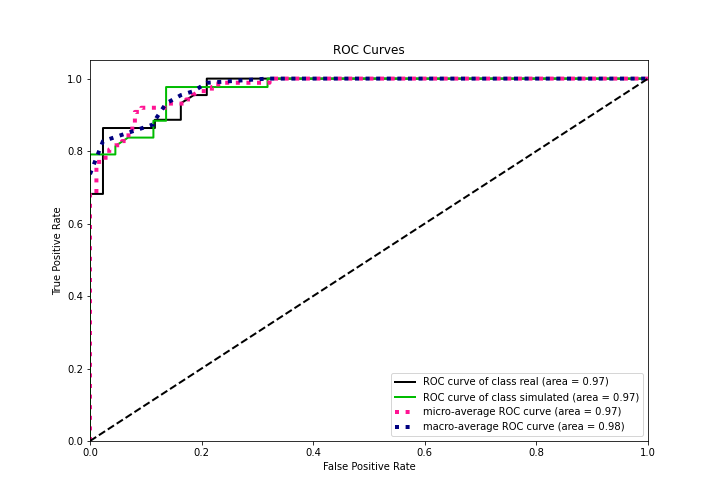 ROC Curves
True Positive Rate
1.0
0.8
0.6
0.4
0.2
0.0
0.0 0.2 0.4 0.6 0.8 1.0
False Positive Rate
ROC curve of class real (area = 0.97)
ROC curve of class simulated (area = 0.97)
micro-average ROC curve (area = 0.97)
macro-average ROC curve (area = 0.98)